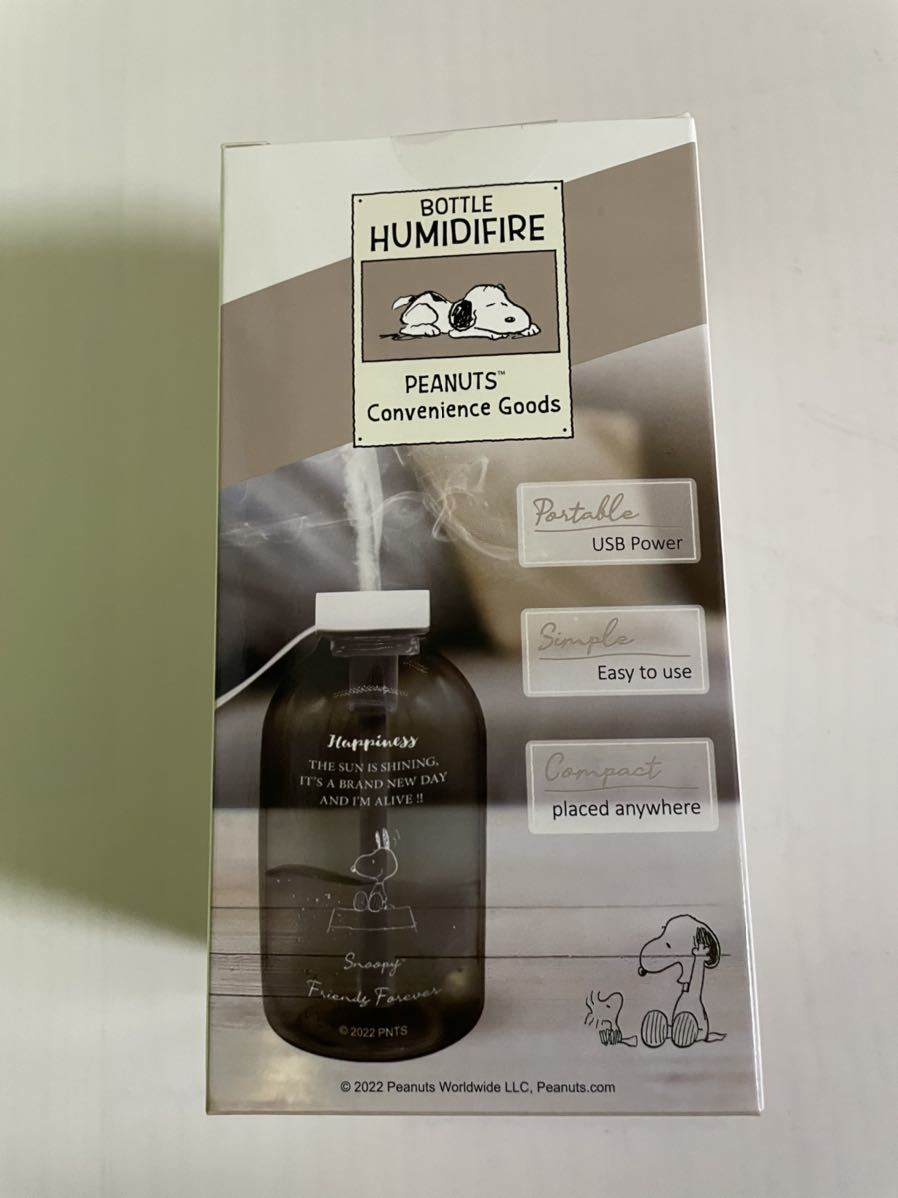 BOTTLE
HUMIDIFIRE
PEANUTS™
Convenience Goods
Portable
USB Power
Simple
Easy to use
Compact
placed anywhere
Happiness
THE SUN IS SHINING,
IT'S A BRAND NEW DAY
AND I'M ALIVE !!
Snoopy
Friends Forever
© 2022 PNTS
© 2022 Peanuts Worldwide LLC, Peanuts.com